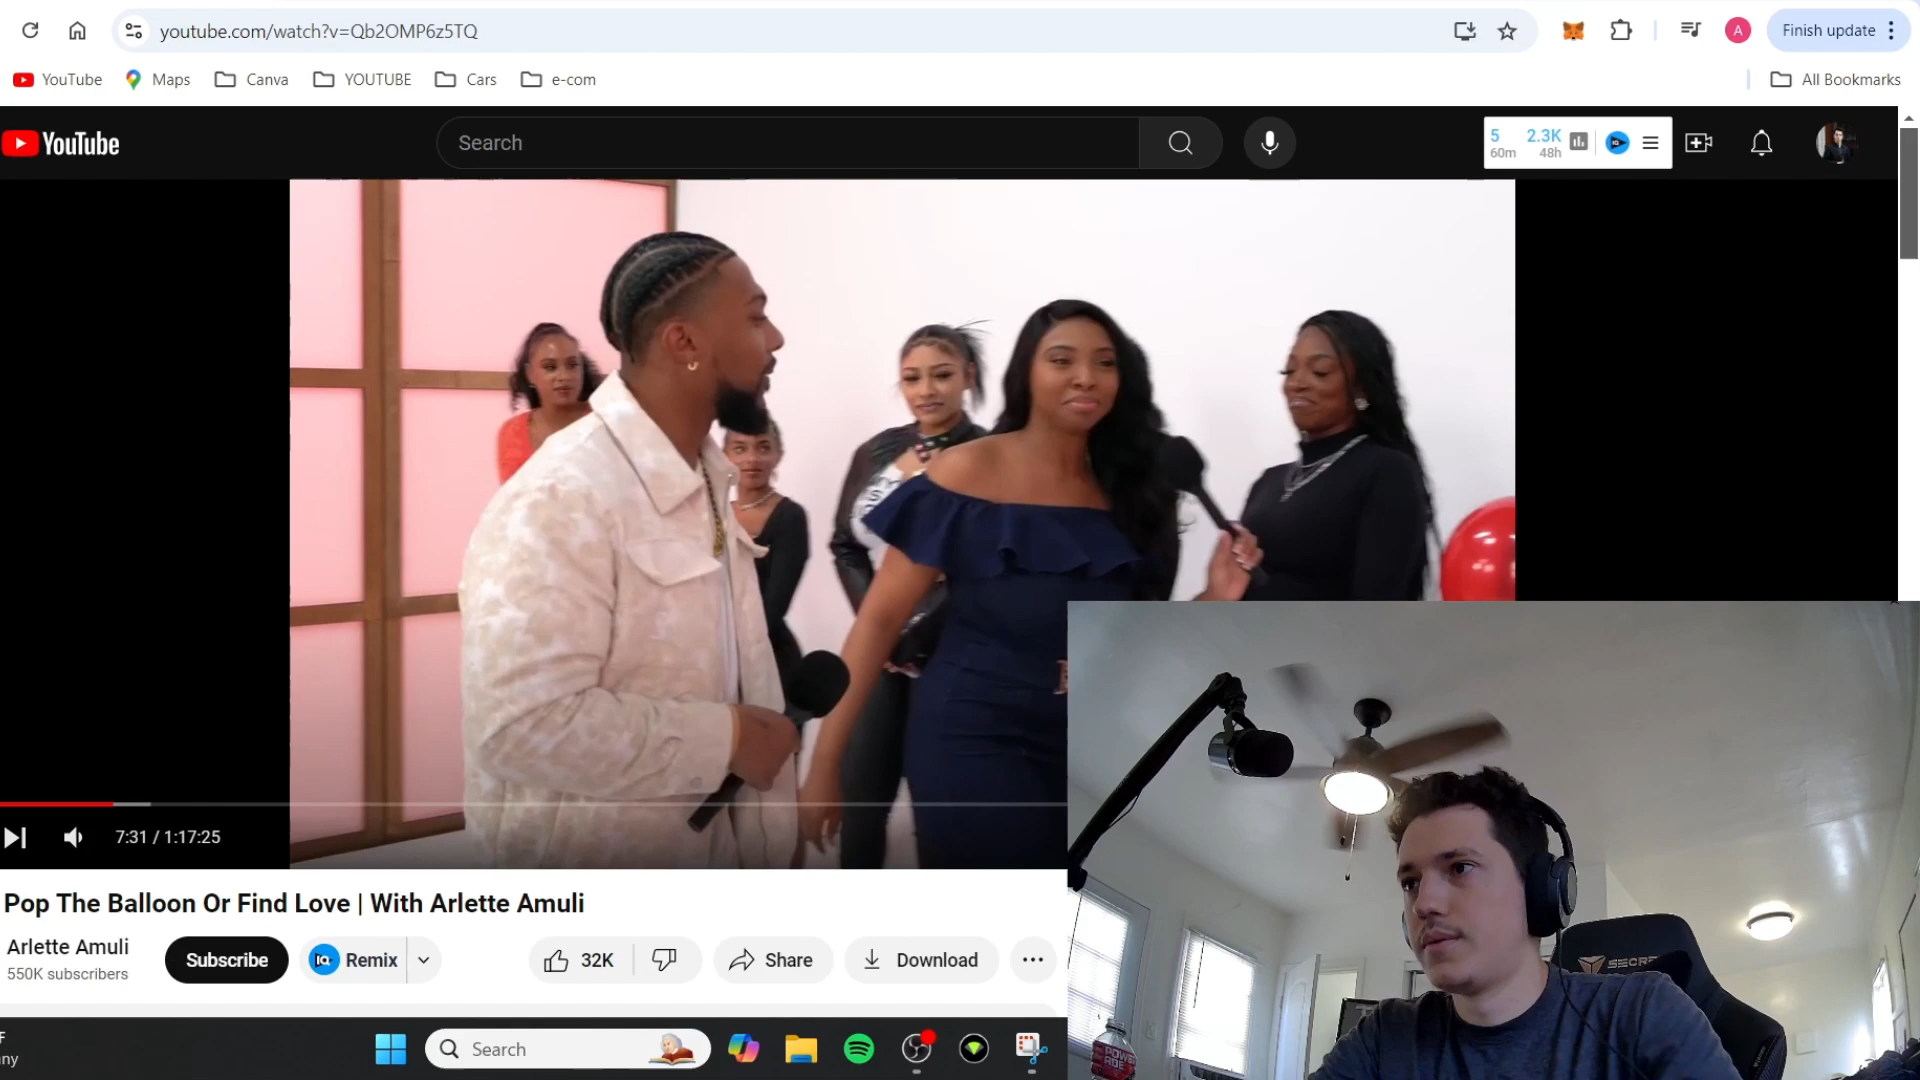 youtube.com/watch?v=Qb2OMP6z5TQ
A
Finish update
YouTube Maps Canva YOUTUBE Cars e-com All Bookmarks
YouTube
Search
5 2.3K
60m 48h
7:31 / 1:17:25
Pop The Balloon Or Find Love | With Arlette Amuli
Arlette Amuli
550K subscribers
Subscribe
Remix
32K
Share
Download
Search
POWER
ADE